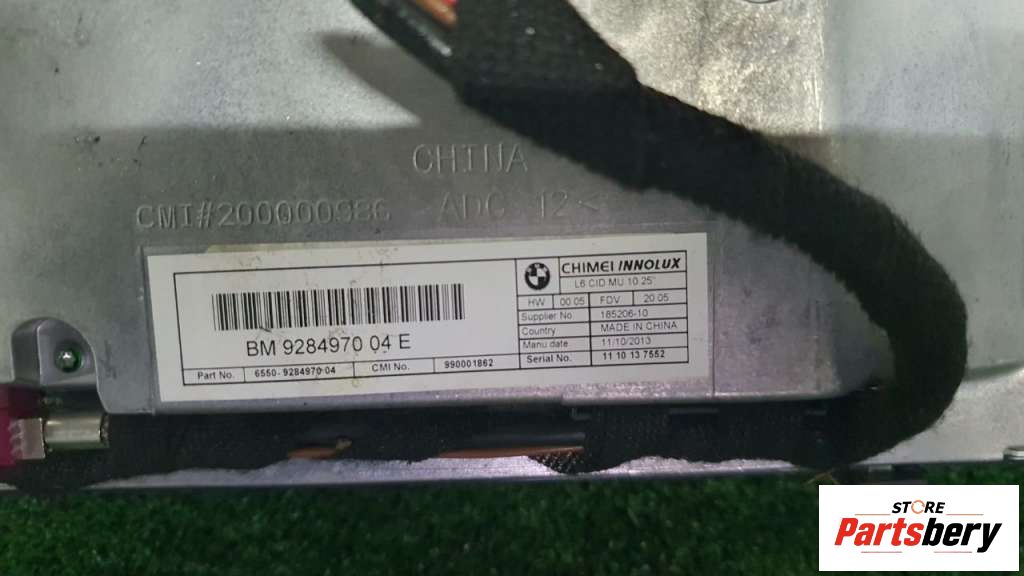 CHINA
CMI#200000986 ADC 12<
BM 9284970 04 E
Part No. 6550-9284970-04 CMI No. 990001862
CHIMEI INNOLUX
L6 CID MU 10.25"
HW 00 05 FDV 20.05
Supplier No 185206-10
Country MADE IN CHINA
Manu date 11/10/2013
Serial No. 11 10 13 7552
STORE
Partsbery